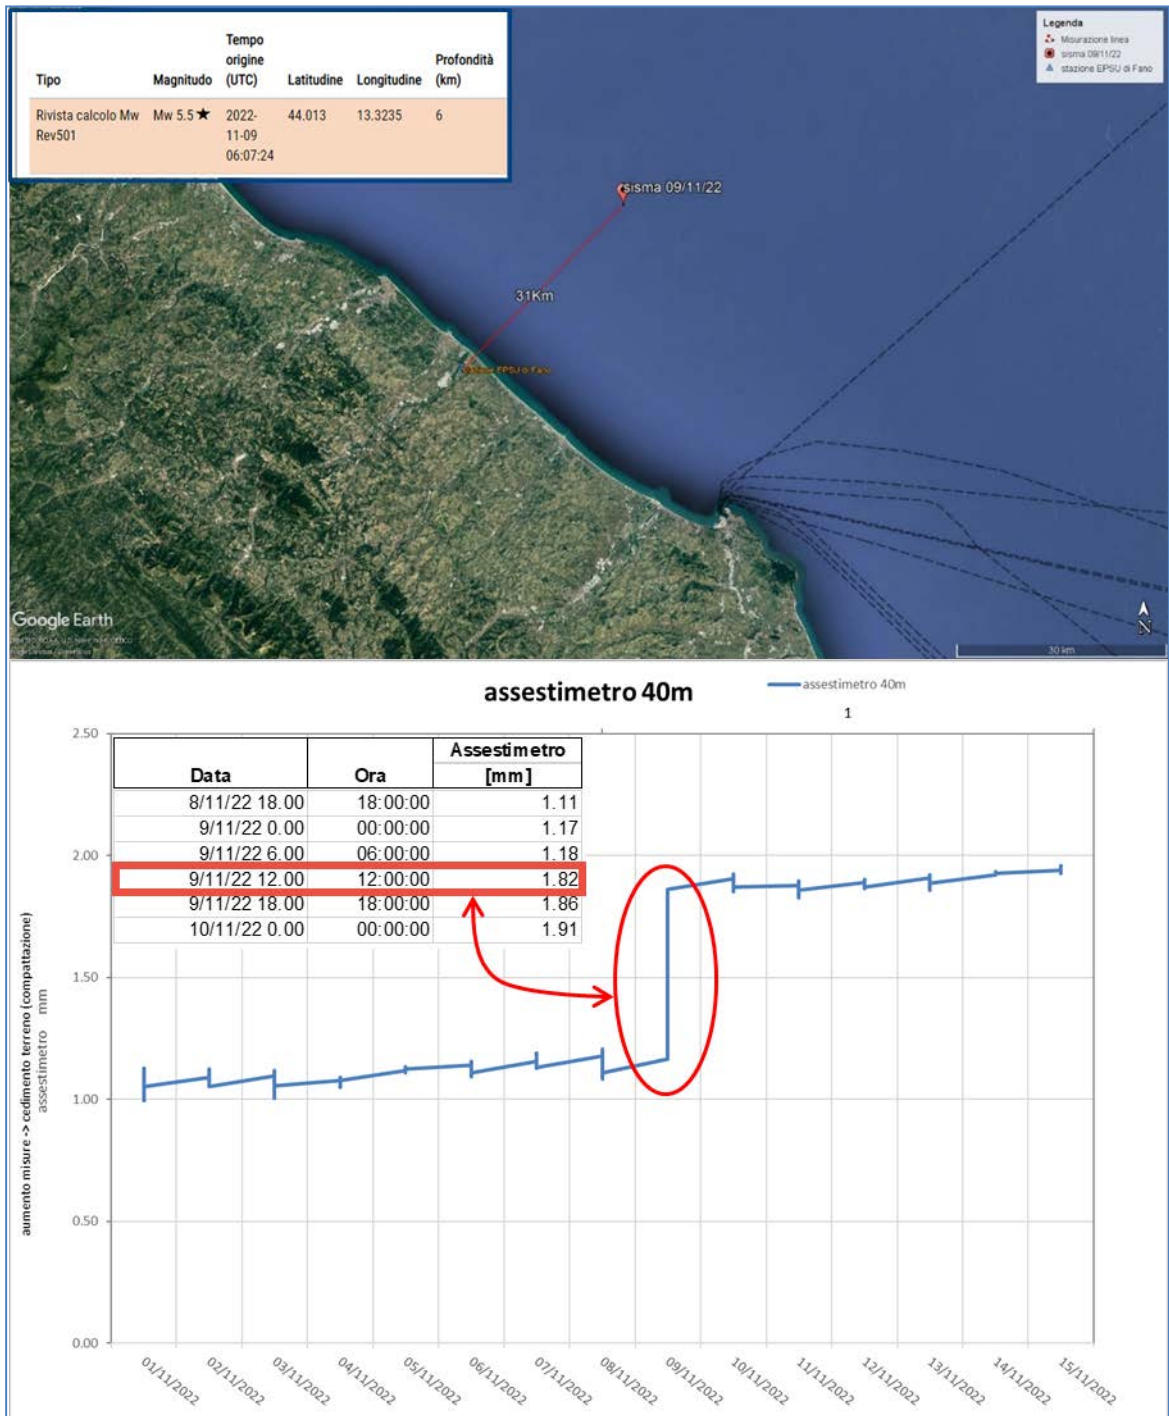 Tipo Magnitudo Tempo origine (UTC) Latitudine Longitudine Profondità (km)
Rivista calcolo Mw Rev501 Mw 5.5★ 2022-11-09 06:07:24 44.013 13.3235 6
Legenda
Misurazione linea
sisma 09/11/22
stazione EPSU di Fano
sisma 09/11/22
31Km
stazione EPSU di Fano
Google Earth
N
30 km
assestimetro 40m
assestimetro 40m
1
Data Ora Assestimetro [mm]
8/11/22 18.00 18:00:00 1.11
9/11/22 0.00 00:00:00 1.17
9/11/22 6.00 06:00:00 1.18
9/11/22 12.00 12:00:00 1.82
9/11/22 18.00 18:00:00 1.86
10/11/22 0.00 00:00:00 1.91
aumento misure -> cedimento terreno (compattazione)
assestimetro mm
2.50
2.00
1.50
1.00
0.50
0.00
01/11/2022
02/11/2022
03/11/2022
04/11/2022
05/11/2022
06/11/2022
07/11/2022
08/11/2022
09/11/2022
10/11/2022
11/11/2022
12/11/2022
13/11/2022
14/11/2022
15/11/2022